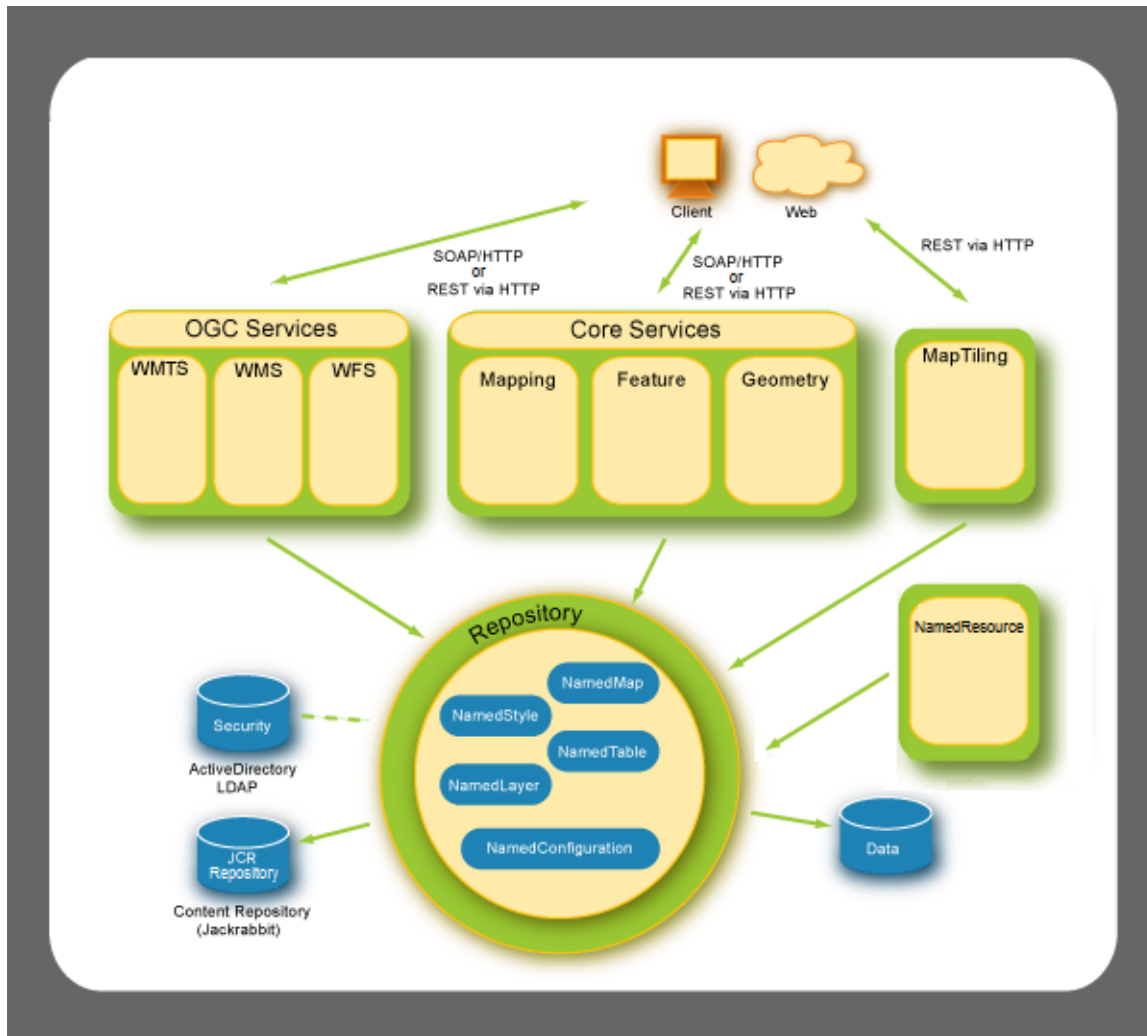 Client
Web
SOAP/HTTP
or
REST via HTTP
SOAP/HTTP
or
REST via HTTP
REST via HTTP
OGC Services
WMTS
WMS
WFS
Core Services
Mapping
Feature
Geometry
MapTiling
NamedResource
Repository
NamedMap
NamedStyle
NamedTable
NamedLayer
NamedConfiguration
Security
ActiveDirectory
LDAP
JCR
Repository
Content Repository
(Jackrabbit)
Data